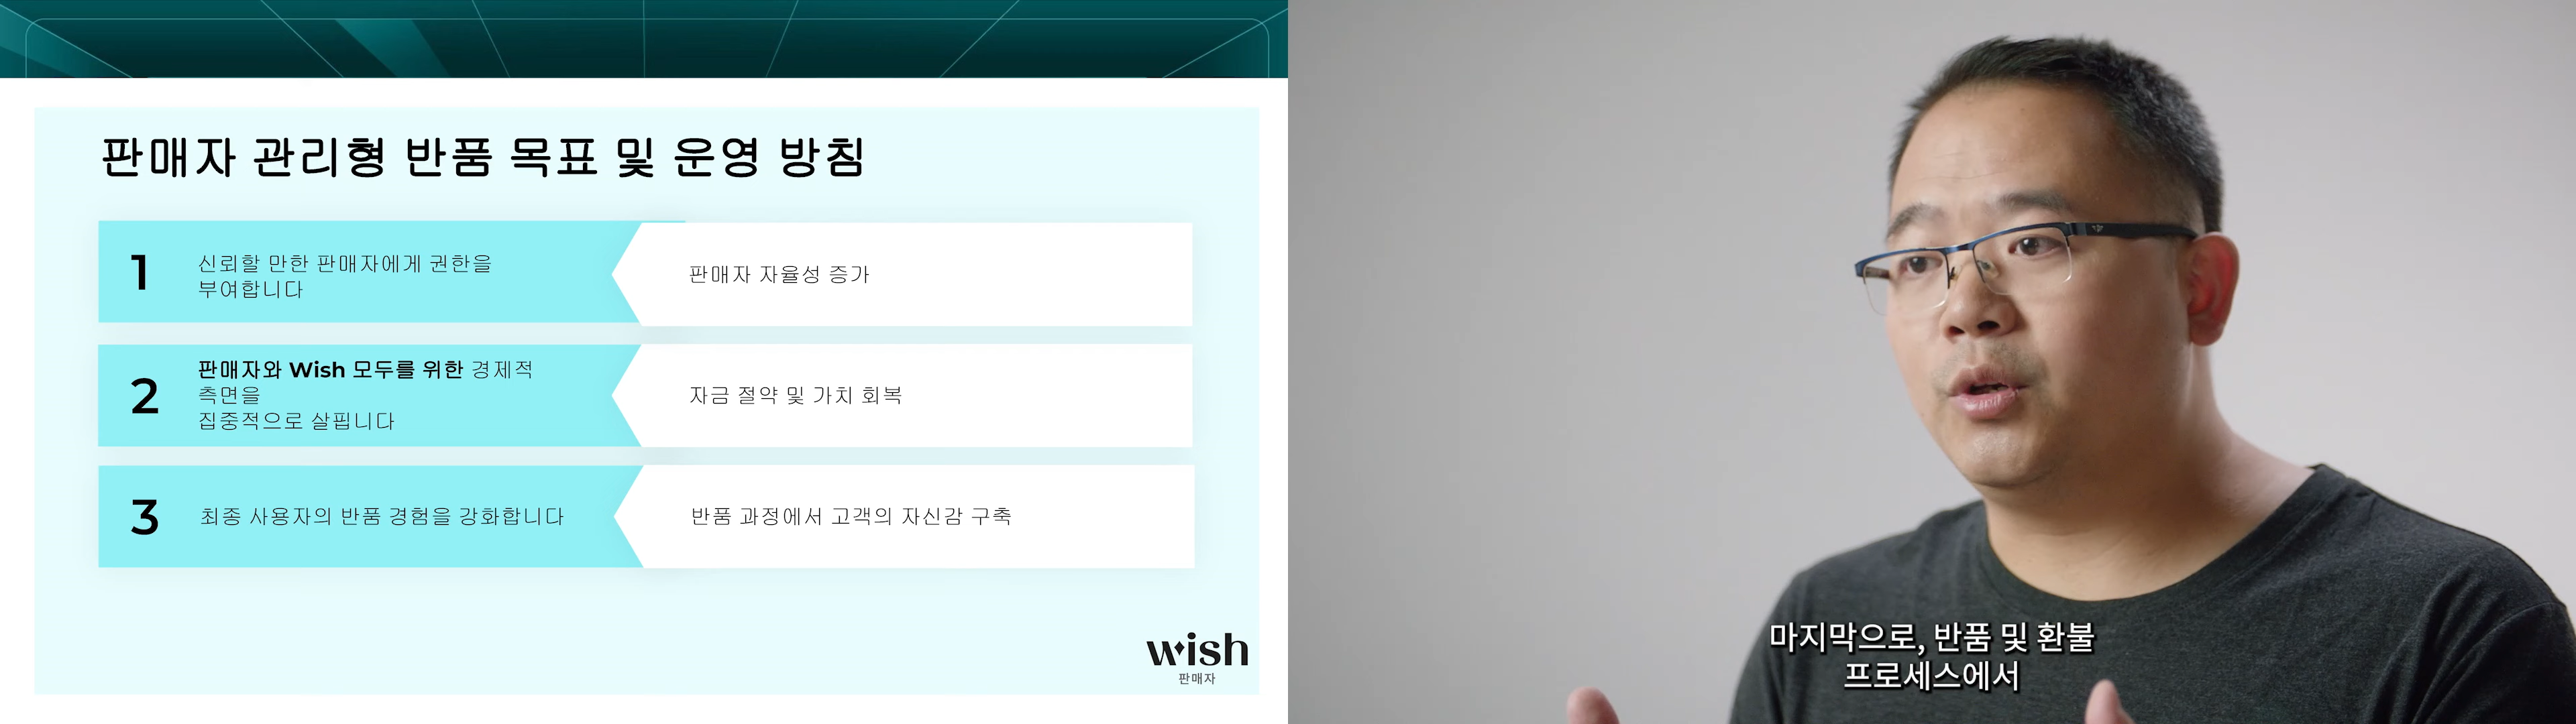 판매자 관리형 반품 목표 및 운영 방침
1
신뢰할 만한 판매자에게 권한을
부여합니다
판매자 자율성 증가
2
판매자와 Wish 모두를 위한 경제적
측면을
집중적으로 살핍니다
자금 절약 및 가치 회복
3
최종 사용자의 반품 경험을 강화합니다
반품 과정에서 고객의 자신감 구축
wish
판매자
마지막으로, 반품 및 환불
프로세스에서